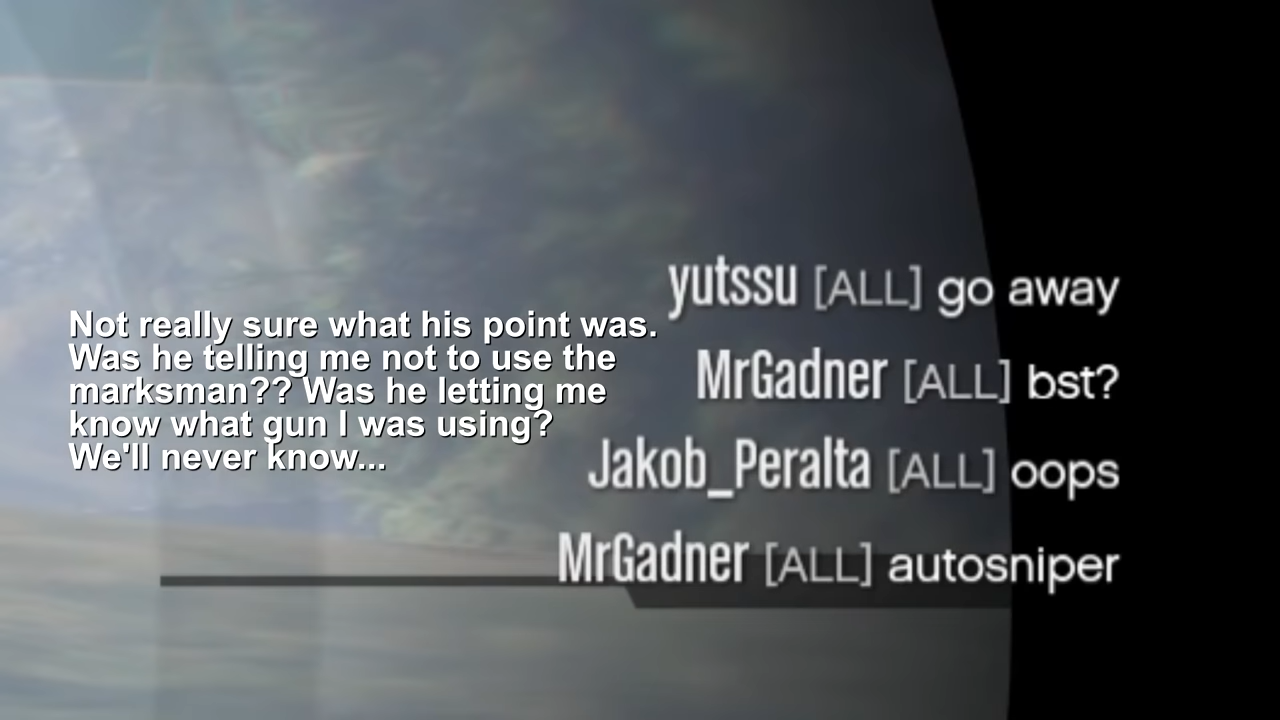 Not really sure what his point was.
Was he telling me not to use the
marksman?? Was he letting me
know what gun I was using?
We'll never know...
yutssu [ALL] go away
MrGadner [ALL] bst?
Jakob_Peralta [ALL] oops
MrGadner [ALL] autosniper